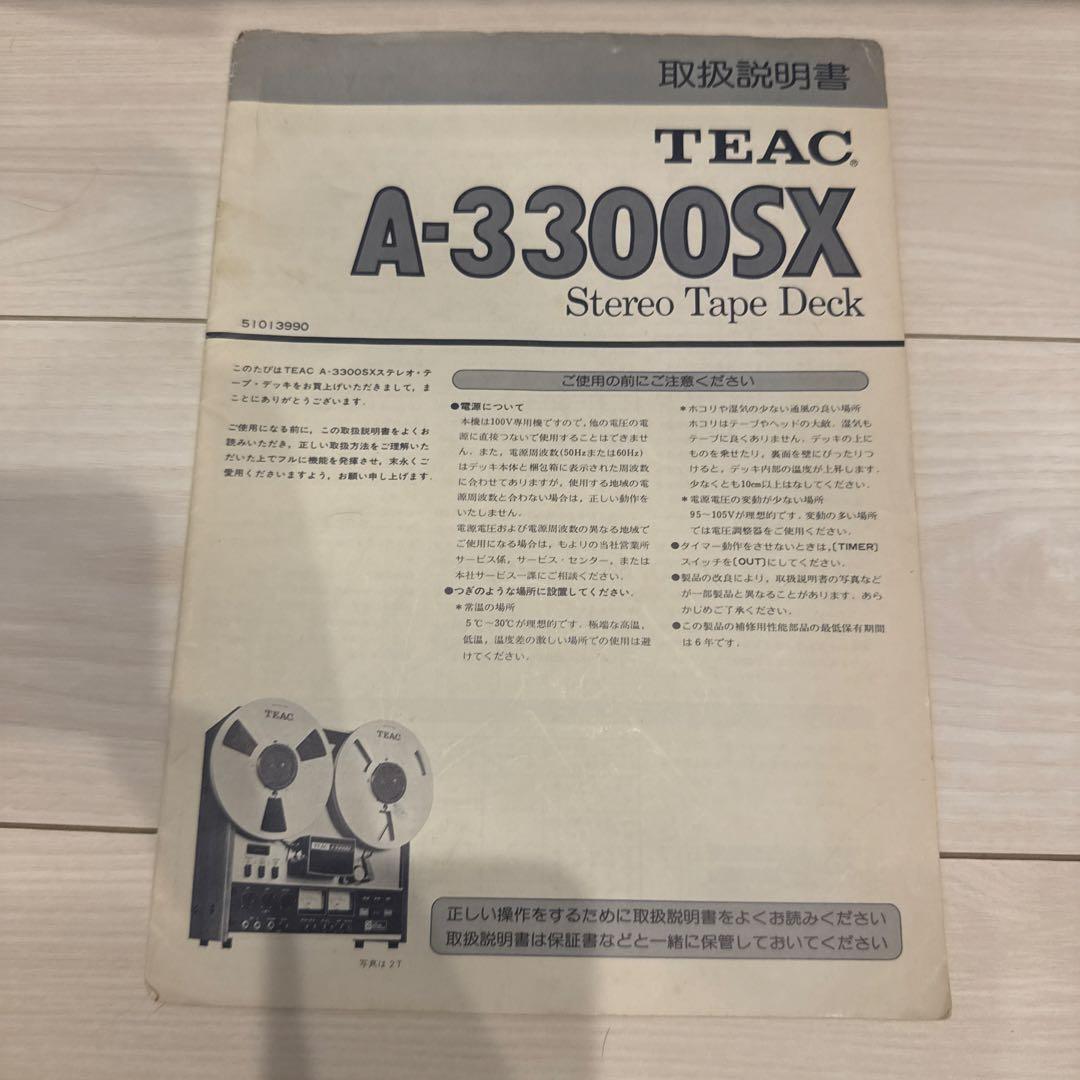 取扱説明書
TEAC®
A-3300SX
Stereo Tape Deck
51013990
このたびはTEAC A-3300SXステレオ・テ
ープ・デッキをお買上げいただきまして,ま
ことにありがとうございます.
ご使用になる前に,この取扱説明書をよくお
読みいただき,正しい取扱方法をご理解いた
だいた上でフルに機能を発揮させ,末永くご
愛用くださいますよう,お願い申し上げます.
ご使用の前にご注意ください
●電源について
本機は100V専用機ですので,他の電圧の電
源に直接つないで使用することはできませ
ん.また,電源周波数(50Hzまたは60Hz)
はデッキ本体と梱包箱に表示された周波数
に合わせてありますが,使用する地域の電
源周波数と合わない場合は,正しい動作を
いたしません.
電源電圧および電源周波数の異なる地域で
ご使用になる場合は,もよりの当社営業所
サービス係,サービス・センター,または
本社サービス一課にご相談ください.
●つぎのような場所に設置してください.
*常温の場所
5℃~30℃が理想的です.極端な高温,
低温,温度差の激しい場所での使用は避
けてください.
*ホコリや湿気の少ない通風の良い場所
ホコリはテープやヘッドの大敵.湿気も
テープに良くありません.デッキの上に
ものを乗せたり,裏面を壁にぴったりつ
けると,デッキ内部の温度が上昇します.
少なくとも10cm以上はなしてください.
*電源電圧の変動が少ない場所
95~105Vが理想的です.変動の多い場所
では電圧調整器をご使用ください.
●タイマー動作をさせないときは,[TIMER]
スイッチを[OUT]にしてください.
●製品の改良により,取扱説明書の写真など
が一部製品と異なることがあります.あら
かじめご了承ください.
●この製品の補修用性能部品の最低保有期間
は6年です.
TEAC
TEAC
TEAC
写真は2T
正しい操作をするために取扱説明書をよくお読みください
取扱説明書は保証書などと一緒に保管しておいてください